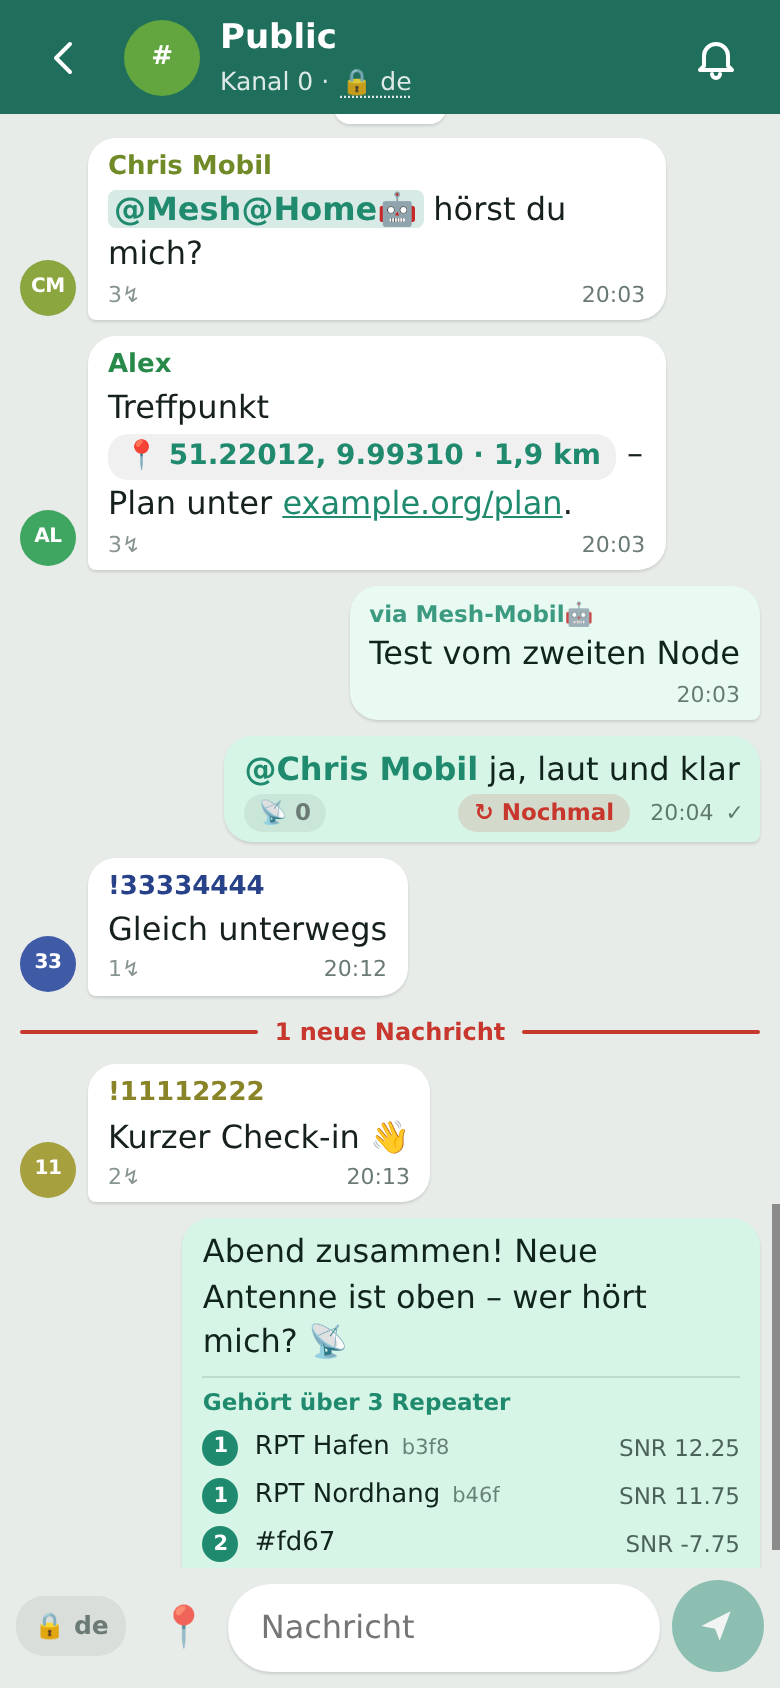 #
Public
Kanal 0 · 🔒 de
Chris Mobil
@Mesh@Home🤖 hörst du
mich?
CM
3↯ 20:03
Alex
Treffpunkt
📍 51.22012, 9.99310 · 1,9 km –
Plan unter example.org/plan.
AL
3↯ 20:03
via Mesh-Mobil🤖
Test vom zweiten Node
20:03
@Chris Mobil ja, laut und klar
📡 0 ↻ Nochmal 20:04 ✓
!33334444
Gleich unterwegs
33
1↯ 20:12
1 neue Nachricht
!11112222
Kurzer Check-in 👋
11
2↯ 20:13
Abend zusammen! Neue
Antenne ist oben – wer hört
mich? 📡
Gehört über 3 Repeater
1 RPT Hafen b3f8 SNR 12.25
1 RPT Nordhang b46f SNR 11.75
2 #fd67 SNR -7.75
🔒 de 📍 Nachricht